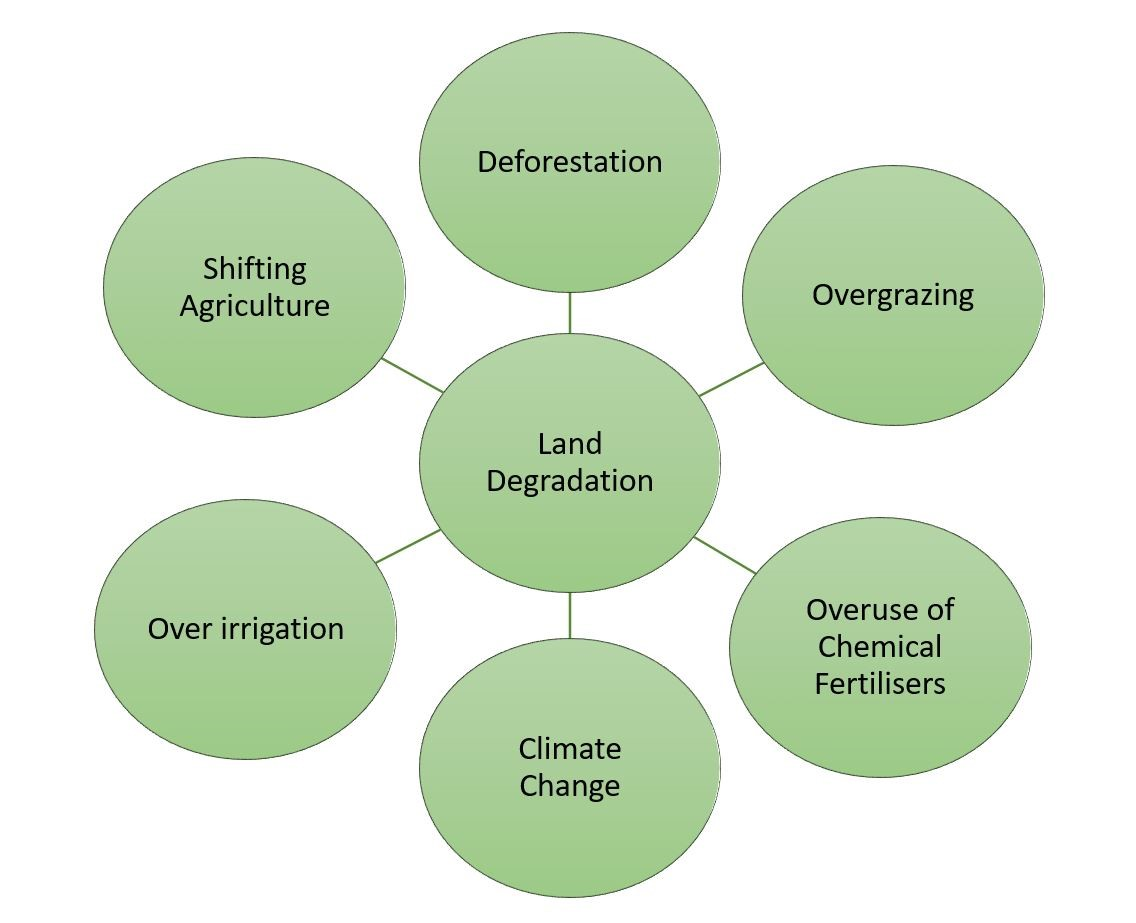 Deforestation
Shifting
Agriculture
Overgrazing
Land
Degradation
Over irrigation
Overuse of
Chemical
Fertilisers
Climate
Change